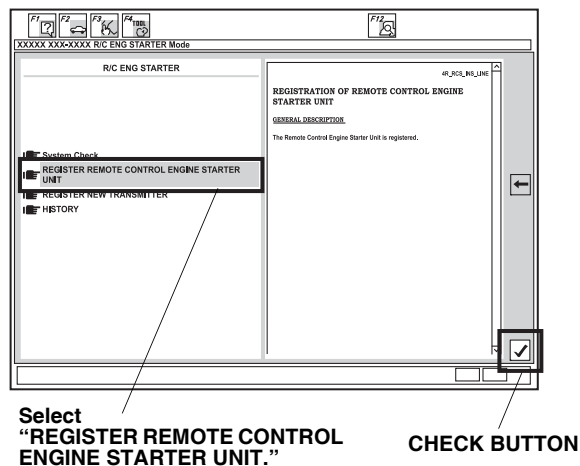 F1
F2
F3
F4
TOOL
F12
XXXXX XXX-XXXX R/C ENG STARTER Mode
R/C ENG STARTER
System Check
REGISTER REMOTE CONTROL ENGINE STARTER
UNIT
REGISTER NEW TRANSMITTER
HISTORY
4R_RCS_INS_LINE
REGISTRATION OF REMOTE CONTROL ENGINE
STARTER UNIT
GENERAL DESCRIPTION
The Remote Control Engine Starter Unit is registered.
Select
“REGISTER REMOTE CONTROL
ENGINE STARTER UNIT.”
CHECK BUTTON